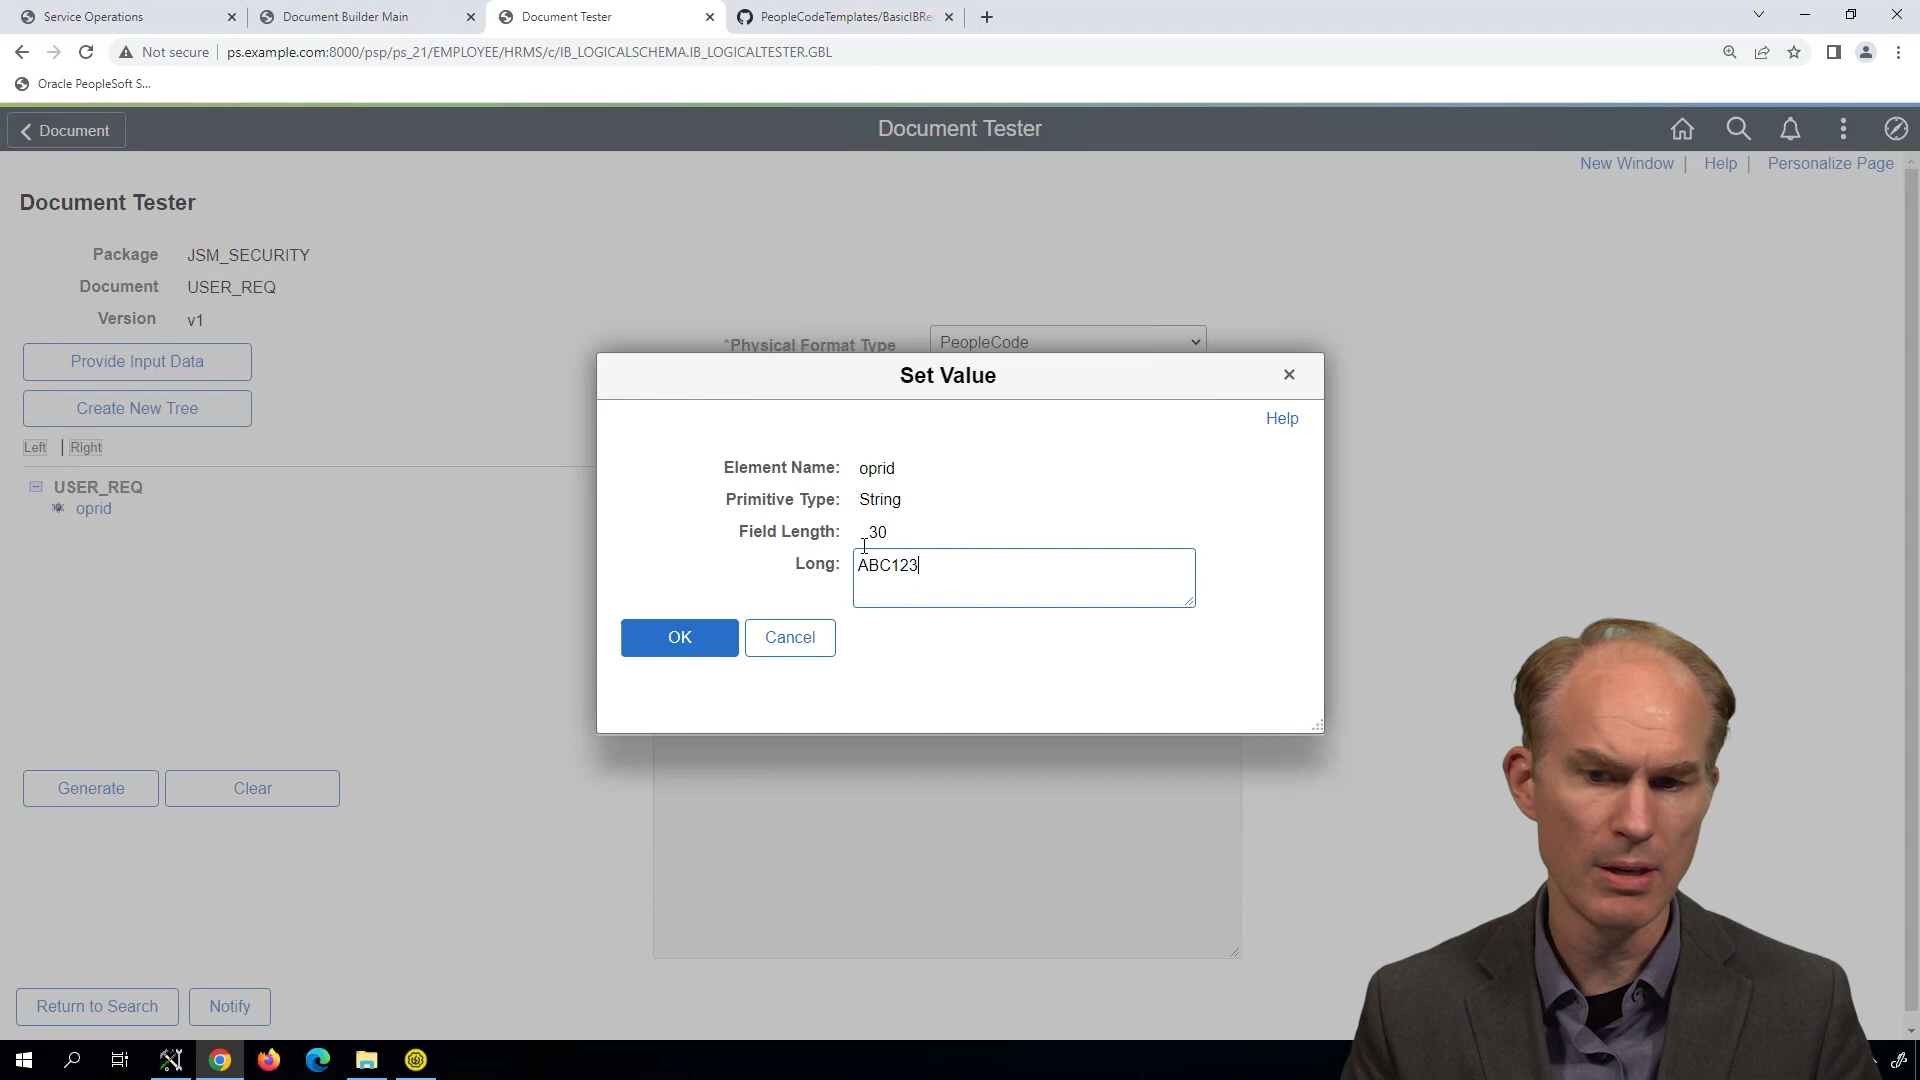 Service Operations
Document Builder Main
Document Tester
PeopleCodeTemplates/BasicIBRe
Not secure
ps.example.com:8000/psp/ps_21/EMPLOYEE/HRMS/c/IB_LOGICALSCHEMA.IB_LOGICALTESTER.GBL
Oracle PeopleSoft S...
Document
Document Tester
New Window | Help | Personalize Page
Document Tester
Package JSM_SECURITY
Document USER_REQ
Version v1
*Physical Format Type PeopleCode
Provide Input Data
Create New Tree
Left | Right
USER_REQ
oprid
Set Value
Help
Element Name: oprid
Primitive Type: String
Field Length: 30
Long: ABC123
OK Cancel
Generate Clear
Return to Search Notify